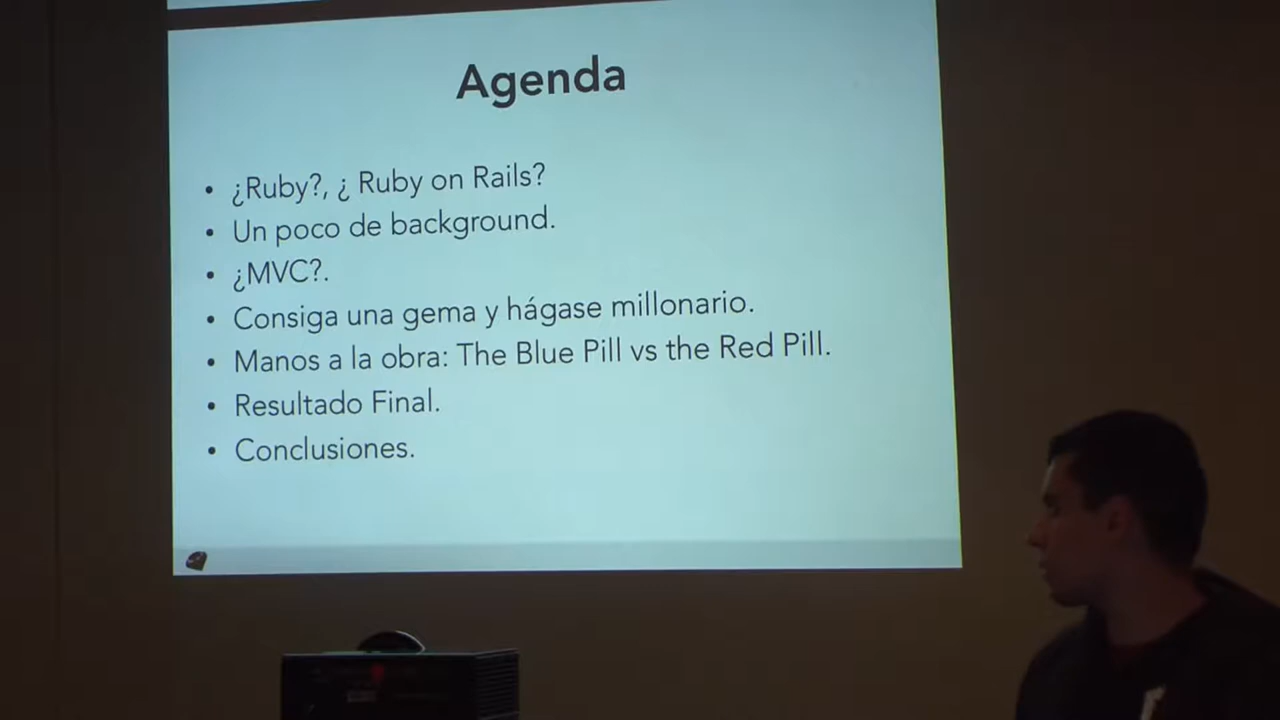 Agenda
• ¿Ruby?, ¿ Ruby on Rails?
• Un poco de background.
• ¿MVC?.
• Consiga una gema y hágase millonario.
• Manos a la obra: The Blue Pill vs the Red Pill.
• Resultado Final.
• Conclusiones.